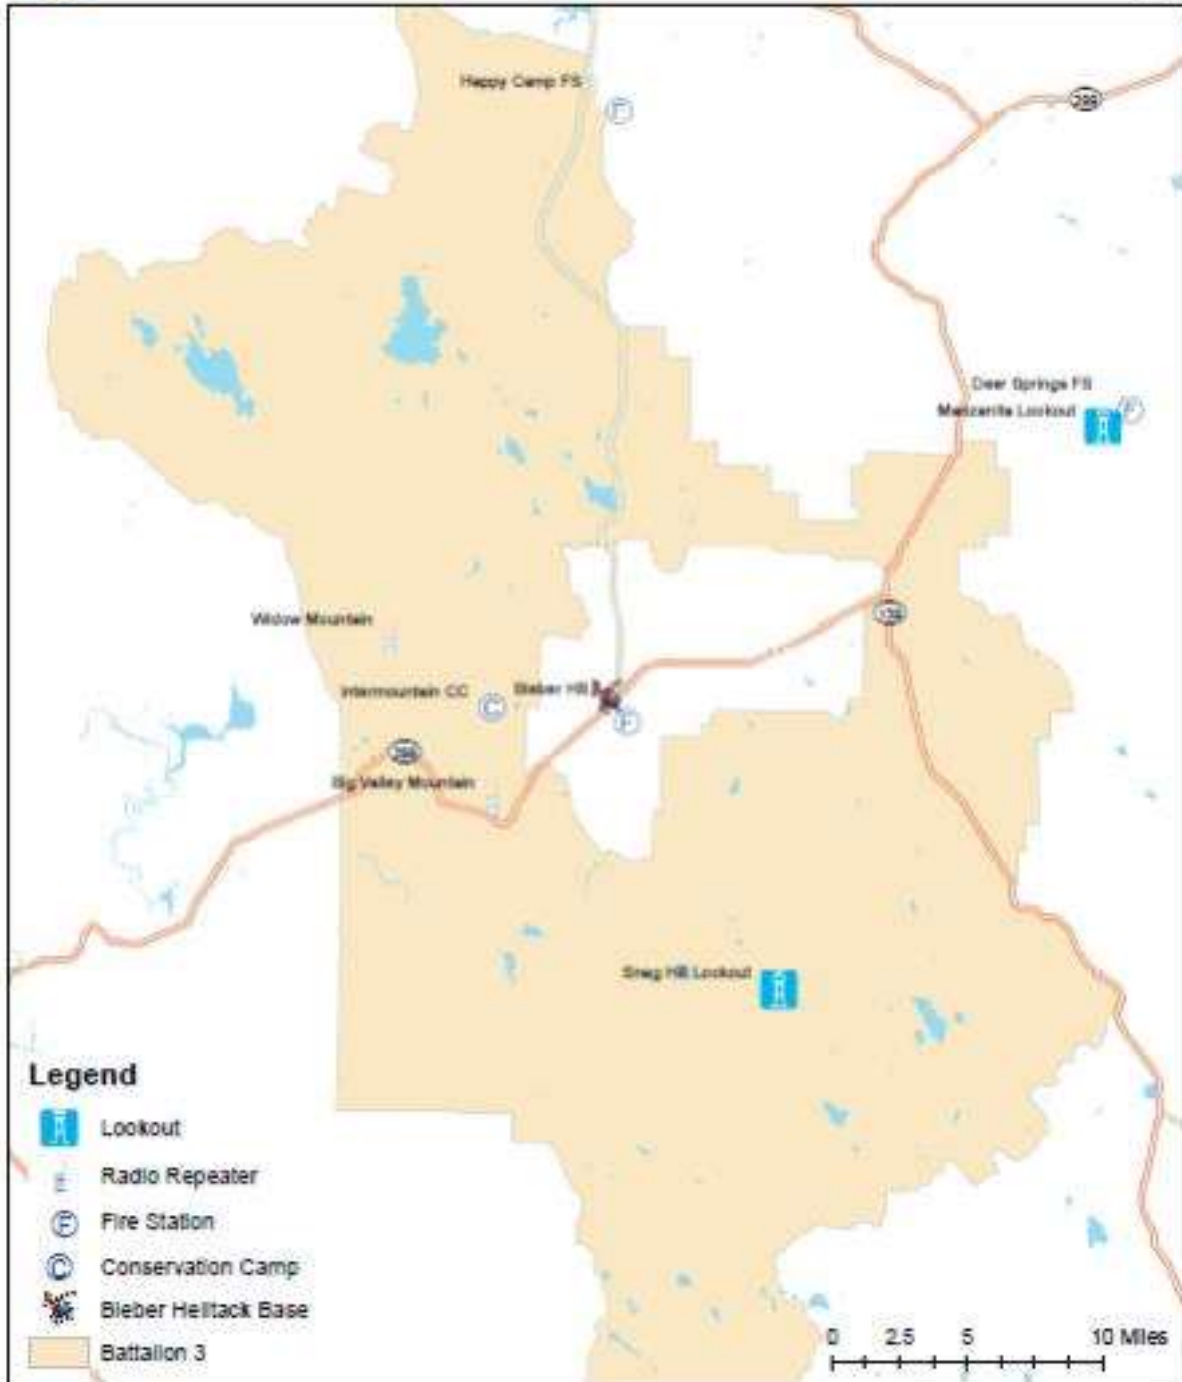 Happy Camp FS
299
Deer Springs FS
Manzanita Lookout
139
Widow Mountain
Intermountain CC
Bieber HB
F
C
299
Big Valley Mountain
Snag Hill Lookout
Legend
Lookout
Radio Repeater
F Fire Station
C Conservation Camp
Bieber Helitack Base
Battalion 3
0 2.5 5 10 Miles